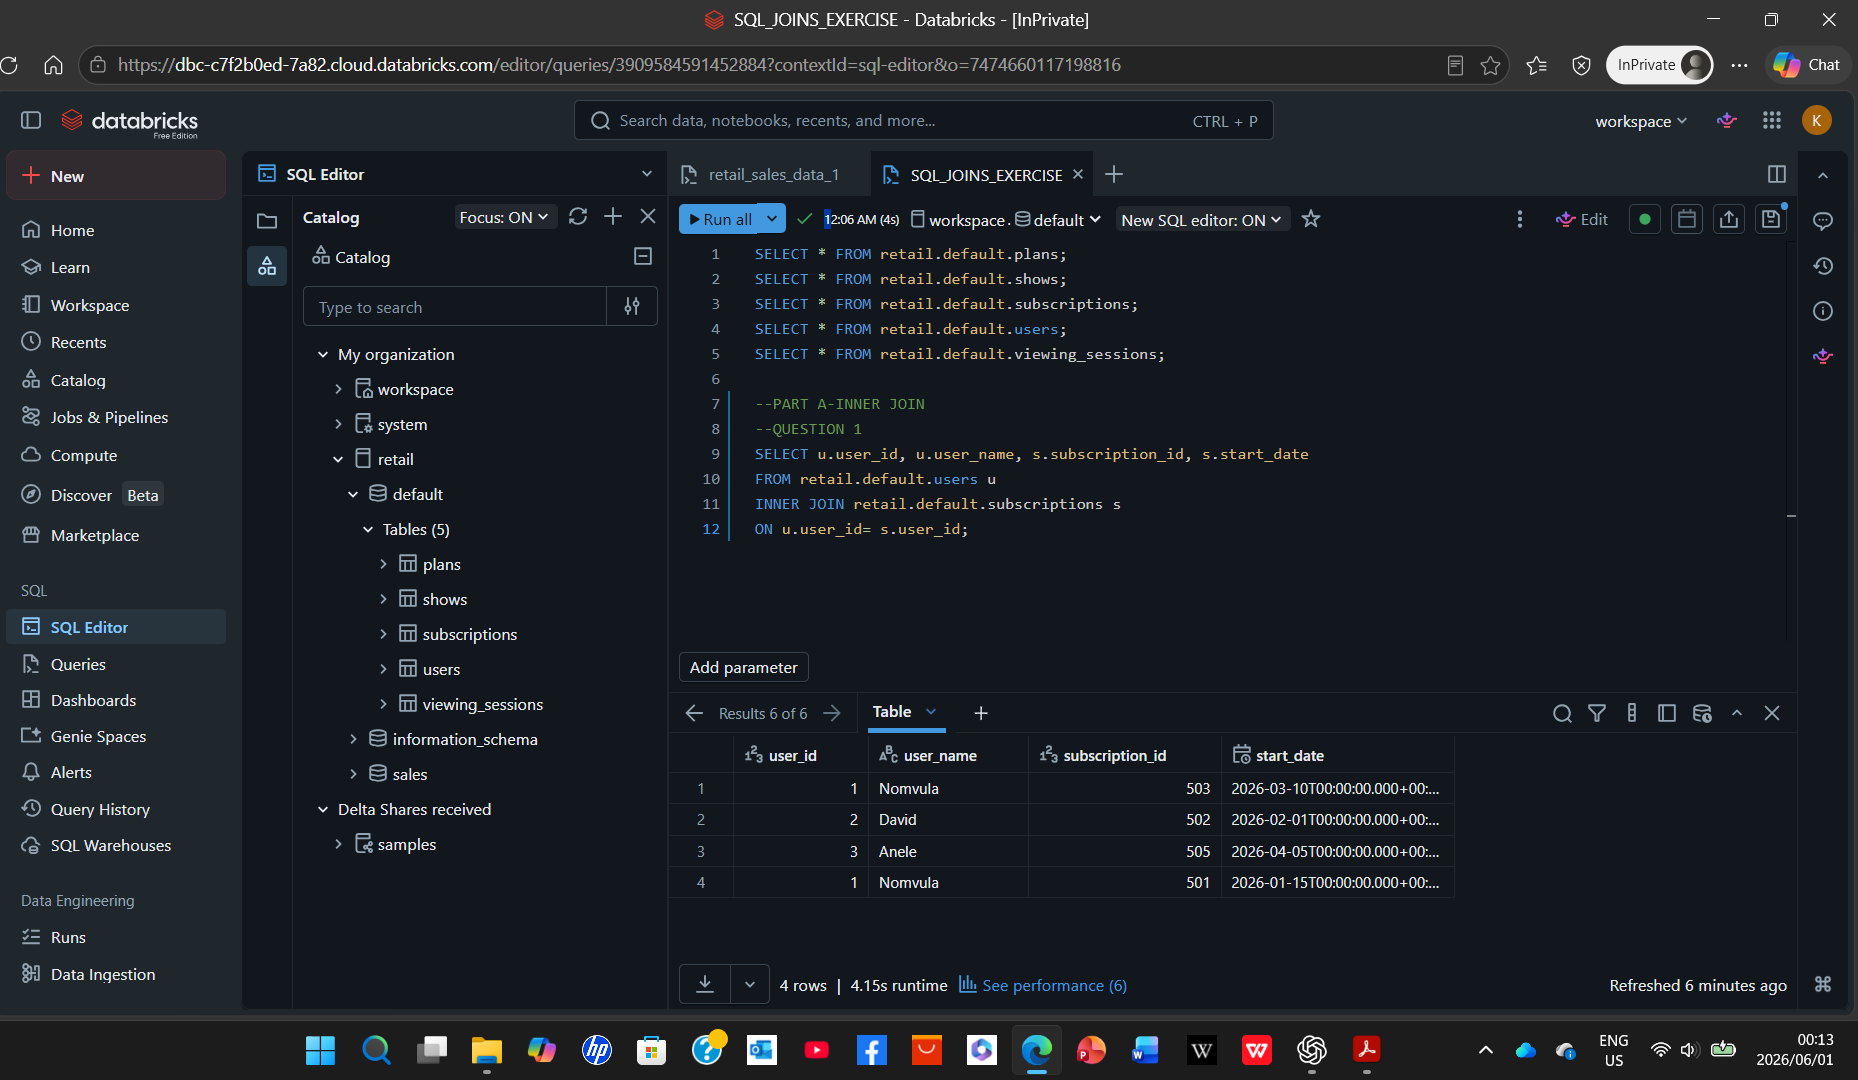 SQL_JOINS_EXERCISE - Databricks - [InPrivate]
https://dbc-c7f2b0ed-7a82.cloud.databricks.com/editor/queries/3909584591452884?contextId=sql-editor&o=7474660117198816
InPrivate
Chat
databricks
Free Edition
Search data, notebooks, recents, and more...
CTRL + P
workspace
K
New
Home
Learn
Workspace
Recents
Catalog
Jobs & Pipelines
Compute
Discover Beta
Marketplace
SQL
SQL Editor
Queries
Dashboards
Genie Spaces
Alerts
Query History
SQL Warehouses
Data Engineering
Runs
Data Ingestion
SQL Editor
Catalog
Focus: ON
Catalog
Type to search
My organization
workspace
system
retail
default
Tables (5)
plans
shows
subscriptions
users
viewing_sessions
information_schema
sales
Delta Shares received
samples
retail_sales_data_1
SQL_JOINS_EXERCISE
Run all
12:06 AM (4s)
workspace.
default
New SQL editor: ON
Edit
1 SELECT * FROM retail.default.plans;
2 SELECT * FROM retail.default.shows;
3 SELECT * FROM retail.default.subscriptions;
4 SELECT * FROM retail.default.users;
5 SELECT * FROM retail.default.viewing_sessions;
6
7 --PART A-INNER JOIN
8 --QUESTION 1
9 SELECT u.user_id, u.user_name, s.subscription_id, s.start_date
10 FROM retail.default.users u
11 INNER JOIN retail.default.subscriptions s
12 ON u.user_id= s.user_id;
Add parameter
Results 6 of 6
Table
user_id user_name subscription_id start_date
1 1 Nomvula 503 2026-03-10T00:00:00.000+00:...
2 2 David 502 2026-02-01T00:00:00.000+00:...
3 3 Anele 505 2026-04-05T00:00:00.000+00:...
4 1 Nomvula 501 2026-01-15T00:00:00.000+00:...
4 rows | 4.15s runtime
See performance (6)
Refreshed 6 minutes ago
ENG
US
00:13
2026/06/01